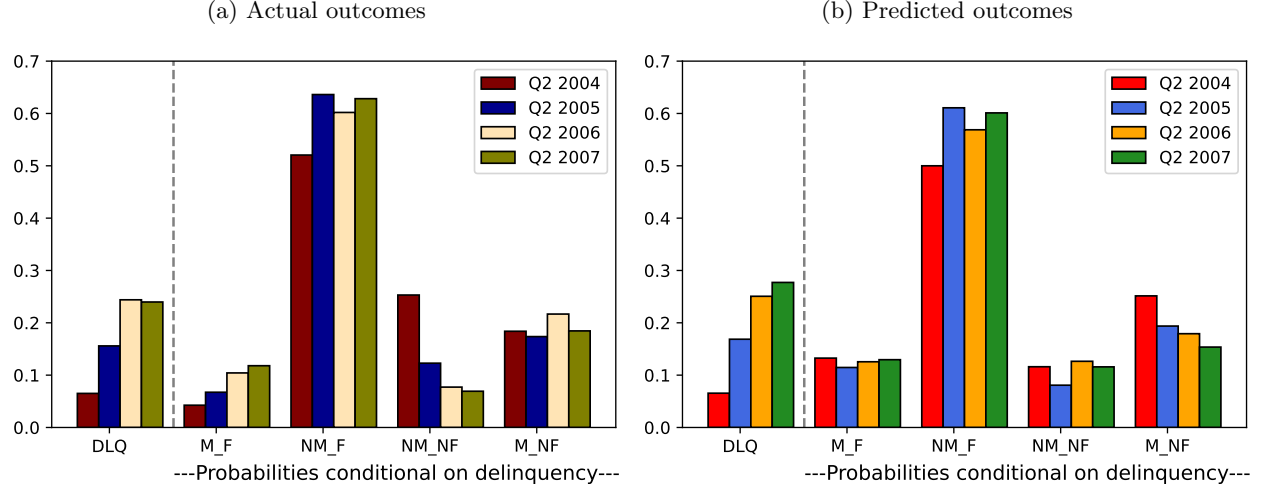 (a) Actual outcomes
0.7
0.6
0.5
0.4
0.3
0.2
0.1
0.0
Q2 2004
Q2 2005
Q2 2006
Q2 2007
DLQ M_F NM_F NM_NF M_NF
---Probabilities conditional on delinquency---
(b) Predicted outcomes
0.7
0.6
0.5
0.4
0.3
0.2
0.1
0.0
Q2 2004
Q2 2005
Q2 2006
Q2 2007
DLQ M_F NM_F NM_NF M_NF
---Probabilities conditional on delinquency---